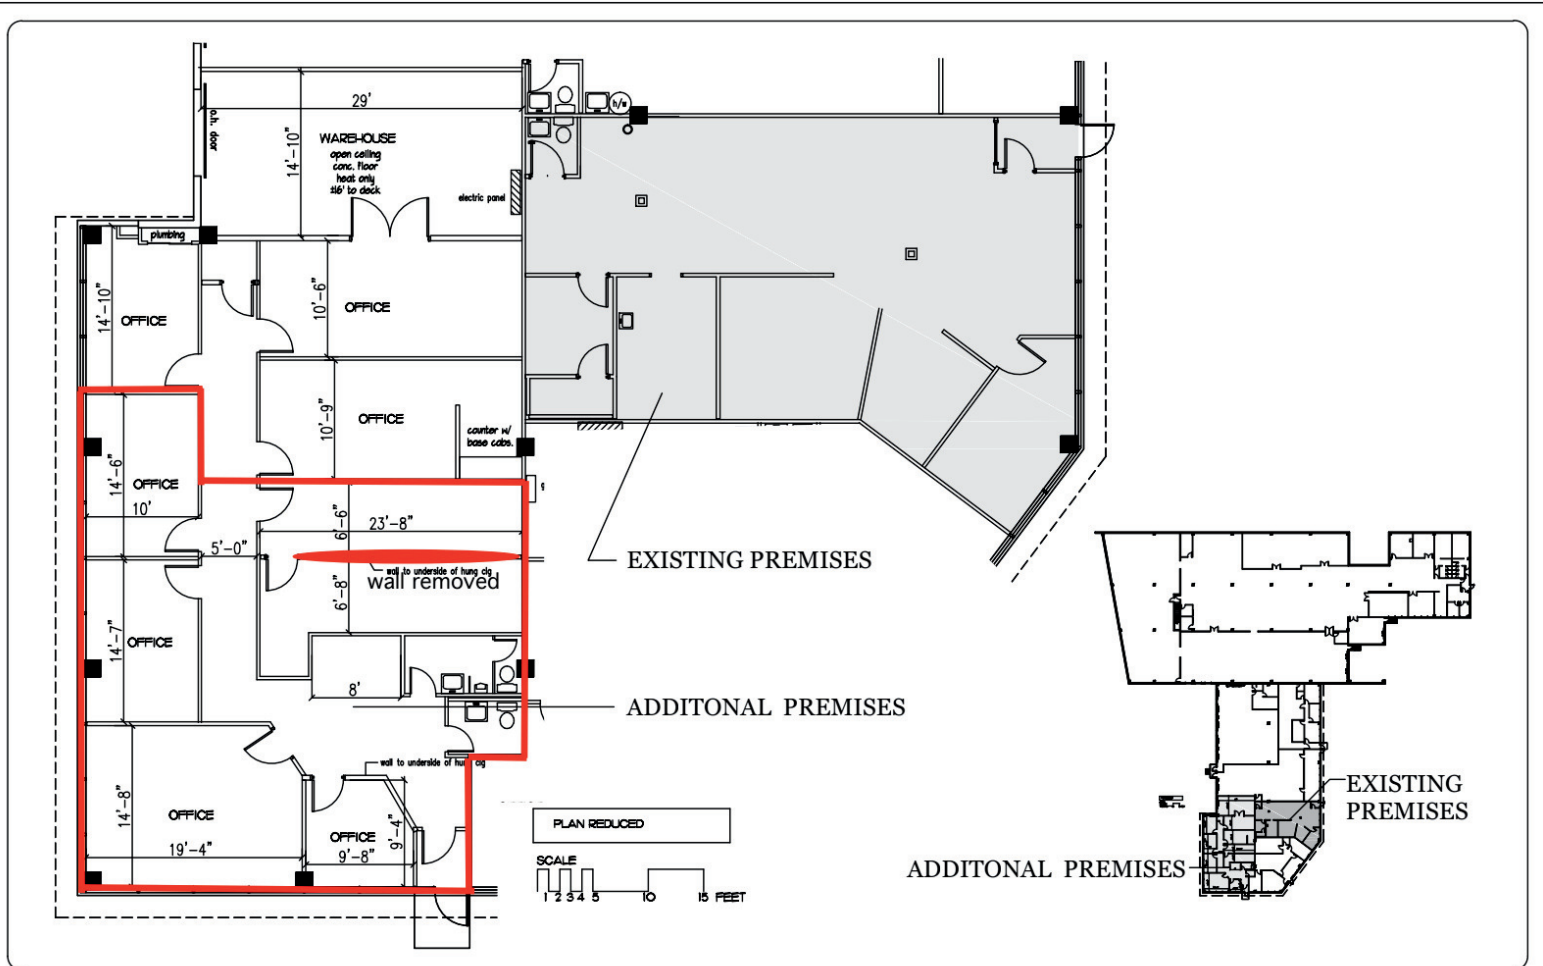 29'
h/w
o.h. door
14'-10"
WAREHOUSE
open ceiling
conc. floor
heat only
±16' to deck
electric panel
plumbing
14'-10"
OFFICE
10'-6"
OFFICE
10'-9"
OFFICE
counter w/
base cabs.
14'-6"
OFFICE
10'
6'-6"
23'-8"
5'-0"
EXISTING PREMISES
wall to underside of hung clg
wall removed
6'-8"
14'-7"
OFFICE
8'
ADDITONAL PREMISES
wall to underside of hung clg
14'-8"
OFFICE
19'-4"
OFFICE
9'-8"
9'-4"
PLAN REDUCED
SCALE
1 2 3 4 5 10 15 FEET
EXISTING
PREMISES
ADDITONAL PREMISES